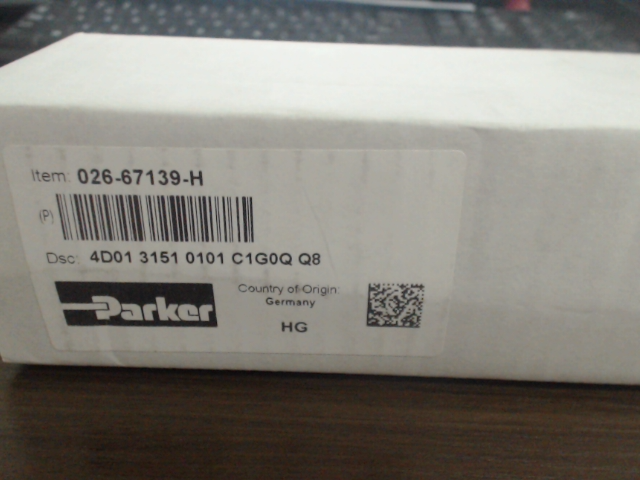 Item: 026-67139-H
(P)
Dsc: 4D01 3151 0101 C1G0Q Q8
Parker
Country of Origin:
Germany
HG